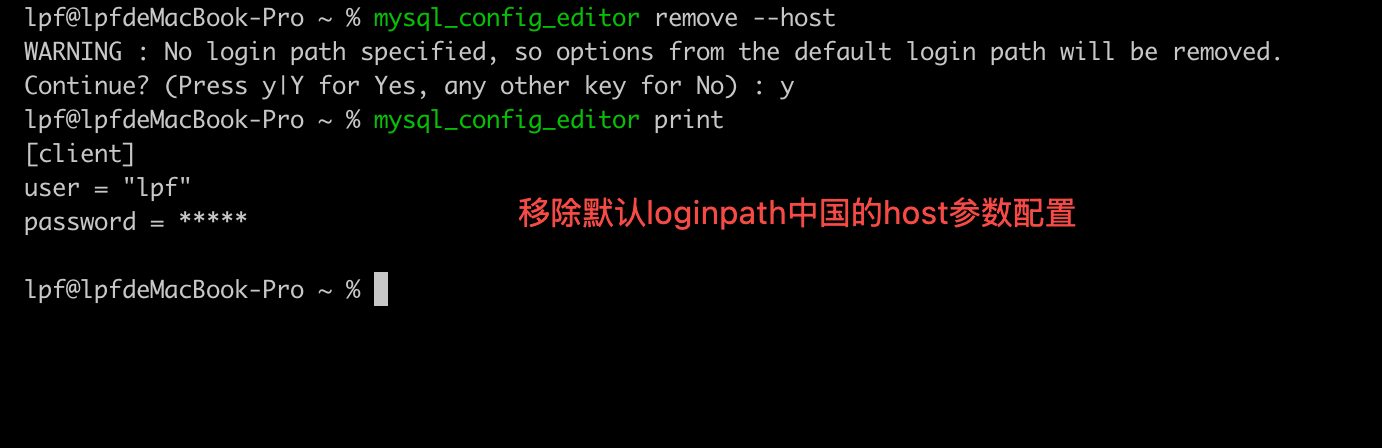 lpf@lpfdeMacBook-Pro ~ % mysql_config_editor remove --host
WARNING : No login path specified, so options from the default login path will be removed.
Continue? (Press y|Y for Yes, any other key for No) : y
lpf@lpfdeMacBook-Pro ~ % mysql_config_editor print
[client]
user = "lpf"
password = *****
移除默认loginpath中国的host参数配置
lpf@lpfdeMacBook-Pro ~ %